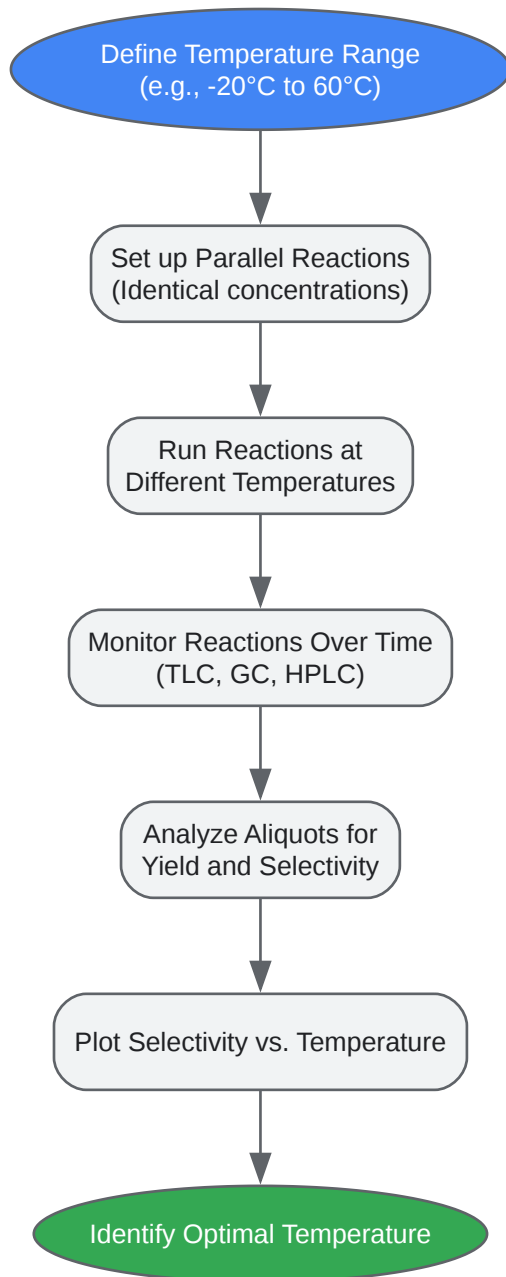 Define Temperature Range
(e.g., -20°C to 60°C)
Set up Parallel Reactions
(Identical concentrations)
Run Reactions at
Different Temperatures
Monitor Reactions Over Time
(TLC, GC, HPLC)
Analyze Aliquots for
Yield and Selectivity
Plot Selectivity vs. Temperature
Identify Optimal Temperature